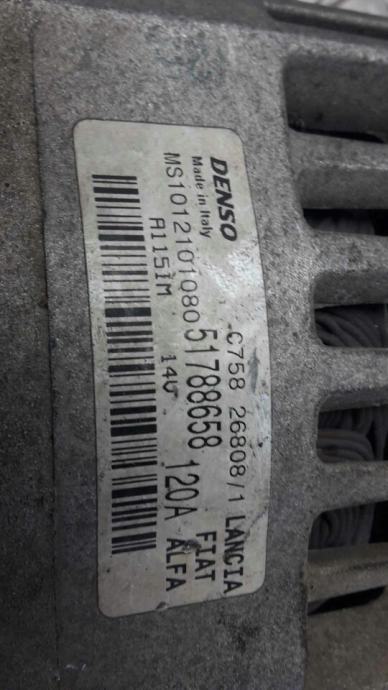 DENSO C758 26808/1 LANCIA
Made in Italy FIAT
MS1012101080 51788658 ALFA
A115IM 14V 120A